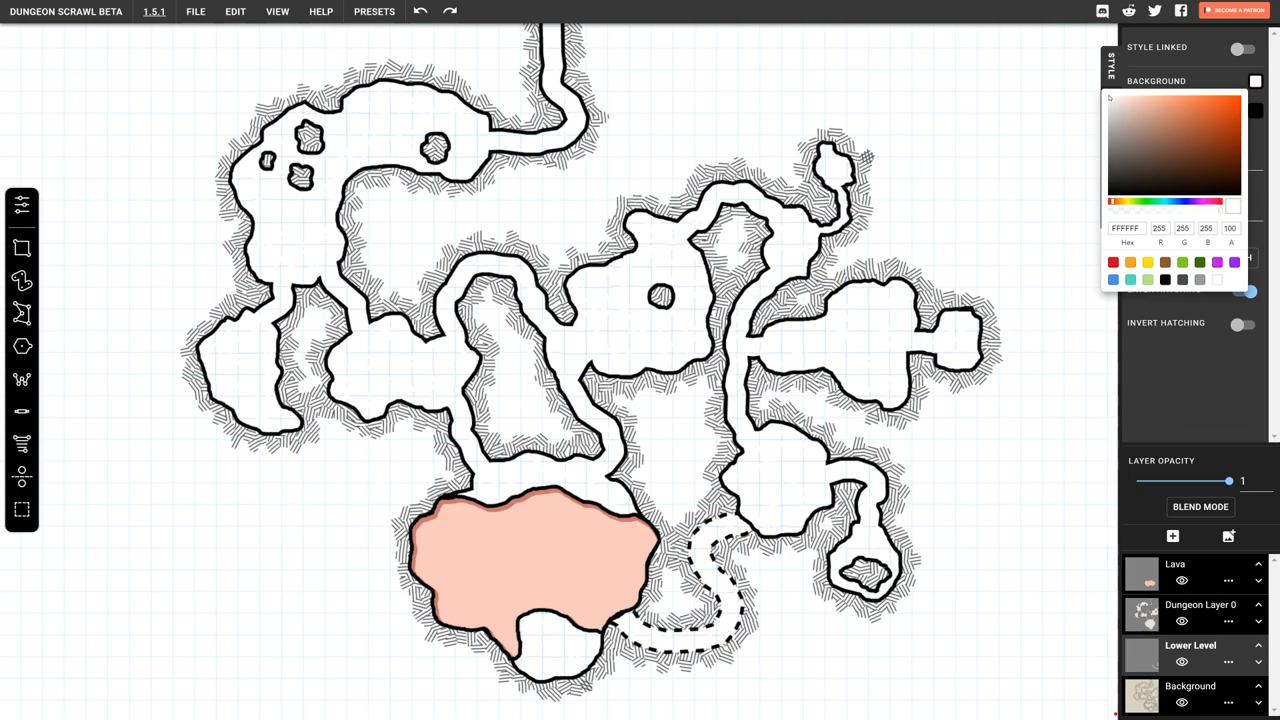 DUNGEON SCRAWL BETA 1.5.1 FILE EDIT VIEW HELP PRESETS BECOME A PATRON
STYLE
STYLE LINKED
BACKGROUND
FFFFFF 255 255 255 100
Hex R G B A
H
INVERT HATCHING
LAYER OPACITY
1
BLEND MODE
Lava
Dungeon Layer 0
Lower Level
Background